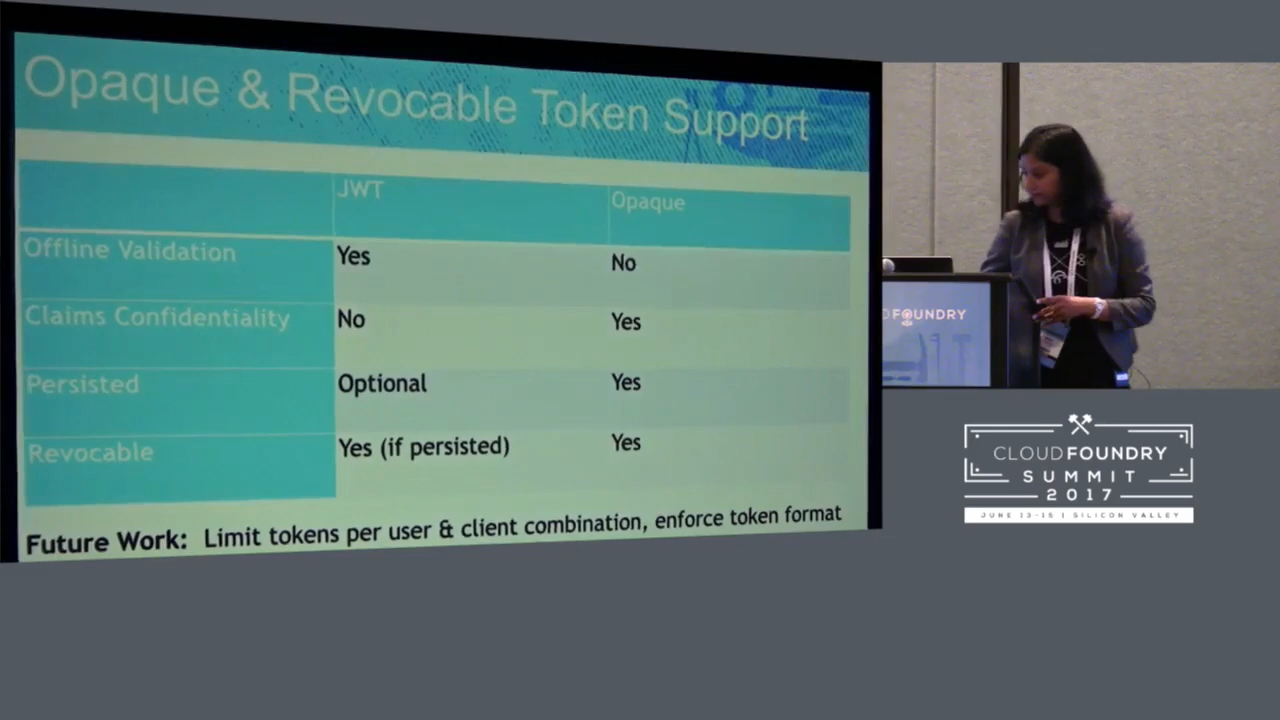 Opaque & Revocable Token Support
JWT Opaque
Offline Validation Yes No
Claims Confidentiality No Yes
Persisted Optional Yes
Revocable Yes (if persisted) Yes
Future Work: Limit tokens per user & client combination, enforce token format
FOUNDRY
CLOUD FOUNDRY
SUMMIT
2017
JUNE 13-15 | SILICON VALLEY